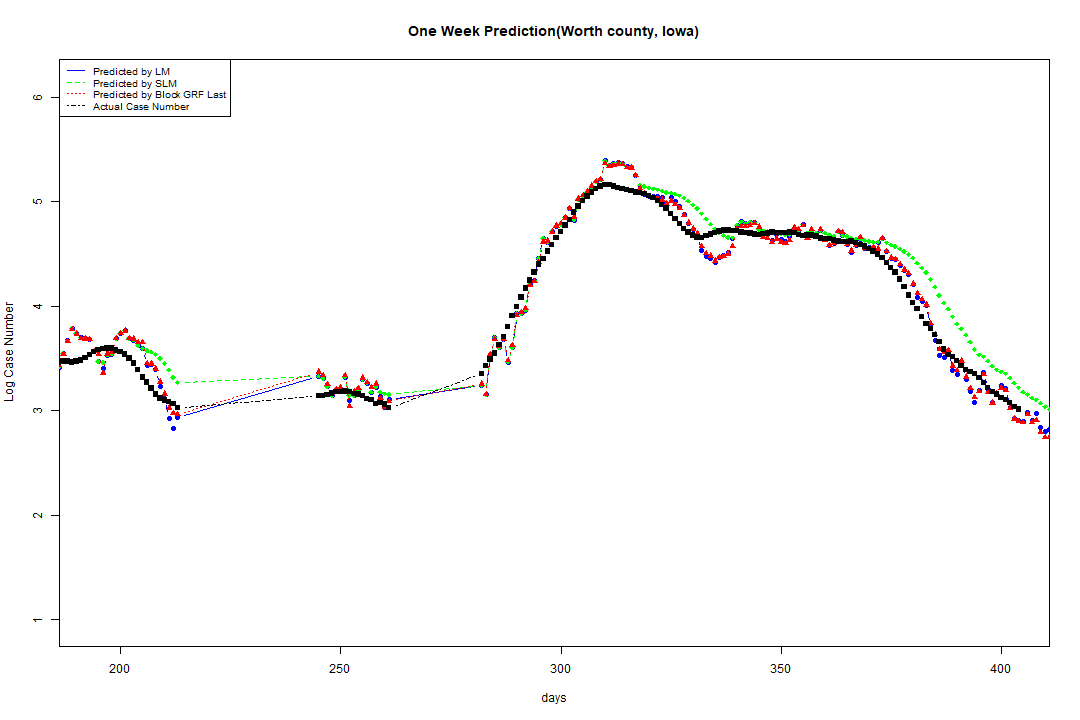 One Week Prediction(Worth county, Iowa)
Predicted by LM
Predicted by SLM
Predicted by Block GRF Last
Actual Case Number
6
5
4
3
2
1
Log Case Number
200 250 300 350 400
days